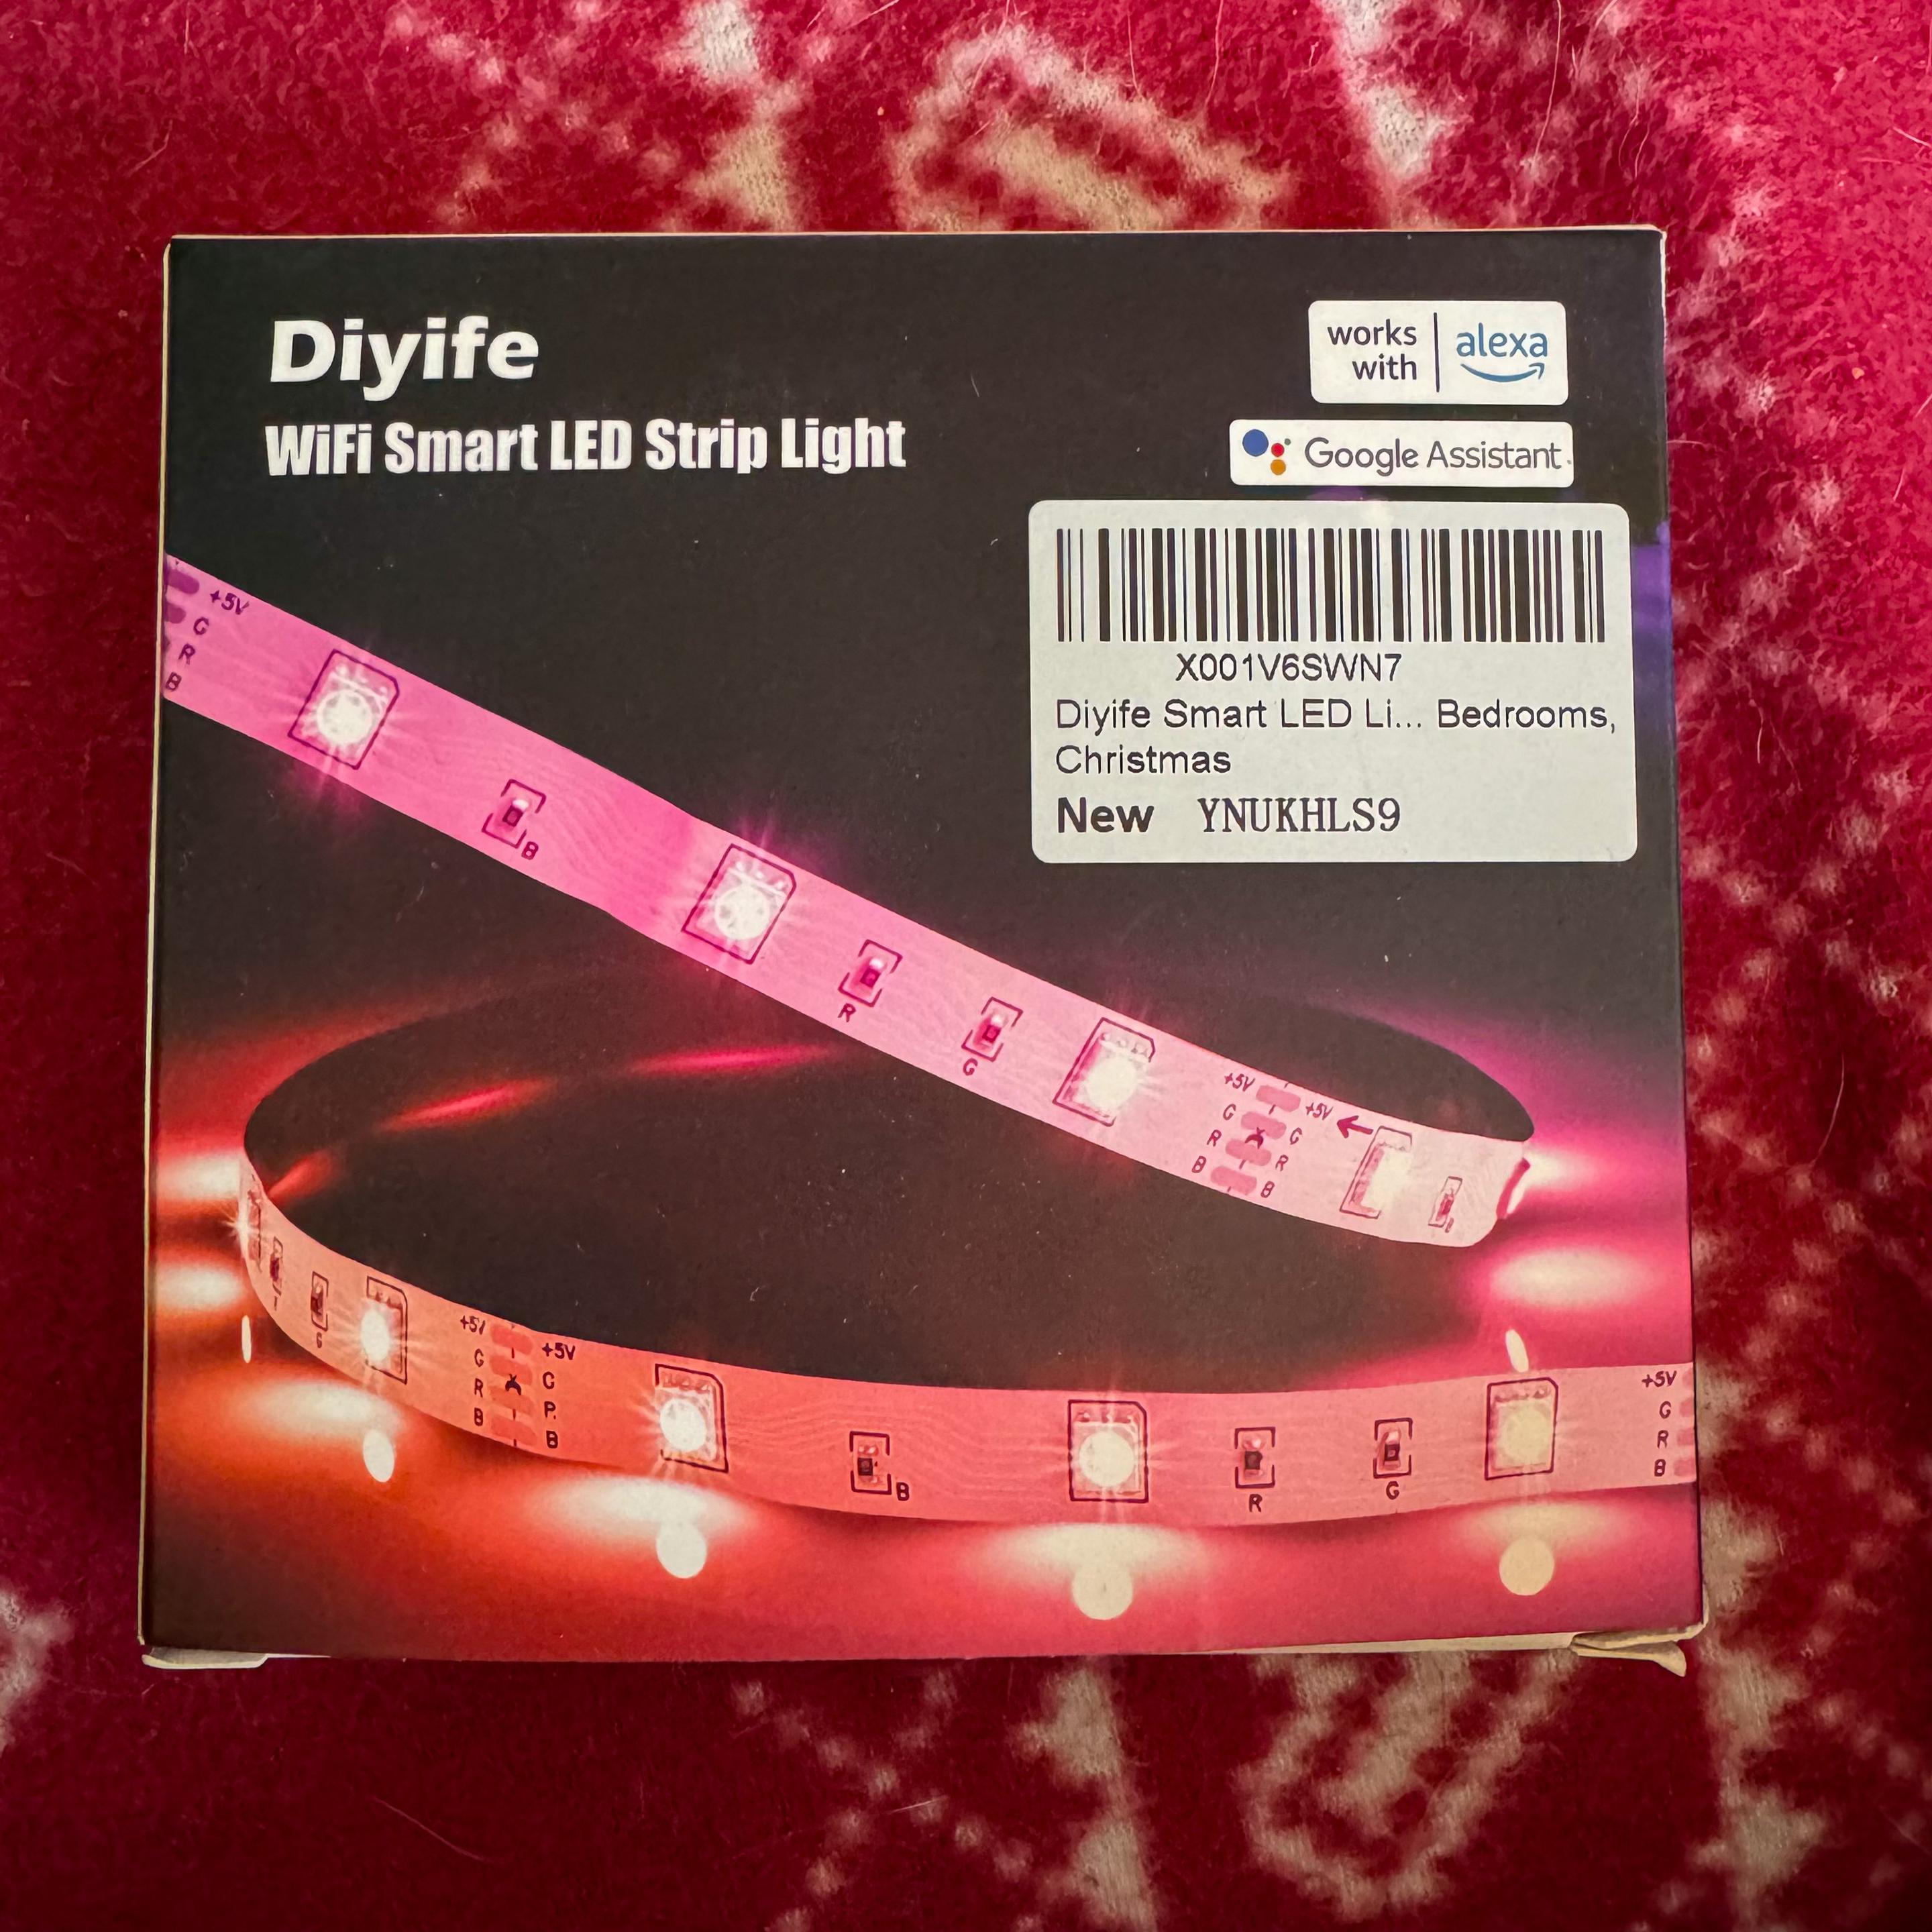 Diyife
WiFi Smart LED Strip Light
works
with
alexa
Google Assistant
X001V6SWN7
Diyife Smart LED Li... Bedrooms,
Christmas
New YNUKHLS9
+5V
G
R
B
B
R
G
+5V
G
R
B
+5V
G
R
B
G
+5V
G
R
B
+5V
G
P.
B
B
R
G
+5V
G
R
B